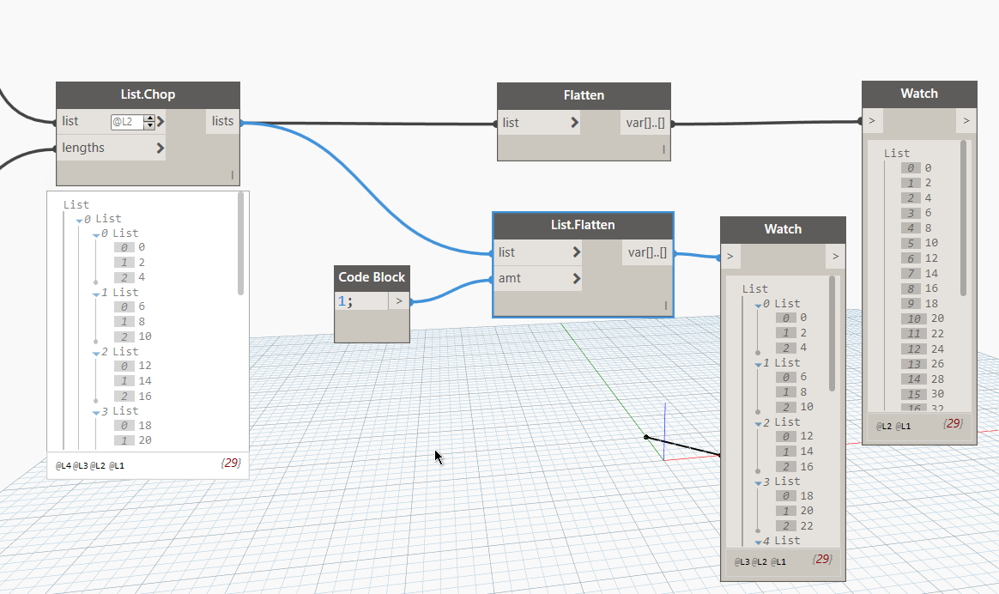 List.Chop
list @L2 > lists
lengths >
l
List
0 List
0 List
0 0
1 2
2 4
1 List
0 6
1 8
2 10
2 List
0 12
1 14
2 16
3 List
0 18
1 20
@L4 @L3 @L2 @L1 {29}
Code Block
1; >
Flatten
list > var[]..[]
l
List.Flatten
list > var[]..[]
amt >
l
Watch
> >
List
0 List
0 0
1 2
2 4
1 List
0 6
1 8
2 10
2 List
0 12
1 14
2 16
3 List
0 18
1 20
2 22
4 List
@L3 @L2 @L1 {29}
Watch
> >
List
0 0
1 2
2 4
3 6
4 8
5 10
6 12
7 14
8 16
9 18
10 20
11 22
12 24
13 26
14 28
15 30
16 32
@L2 @L1 {29}